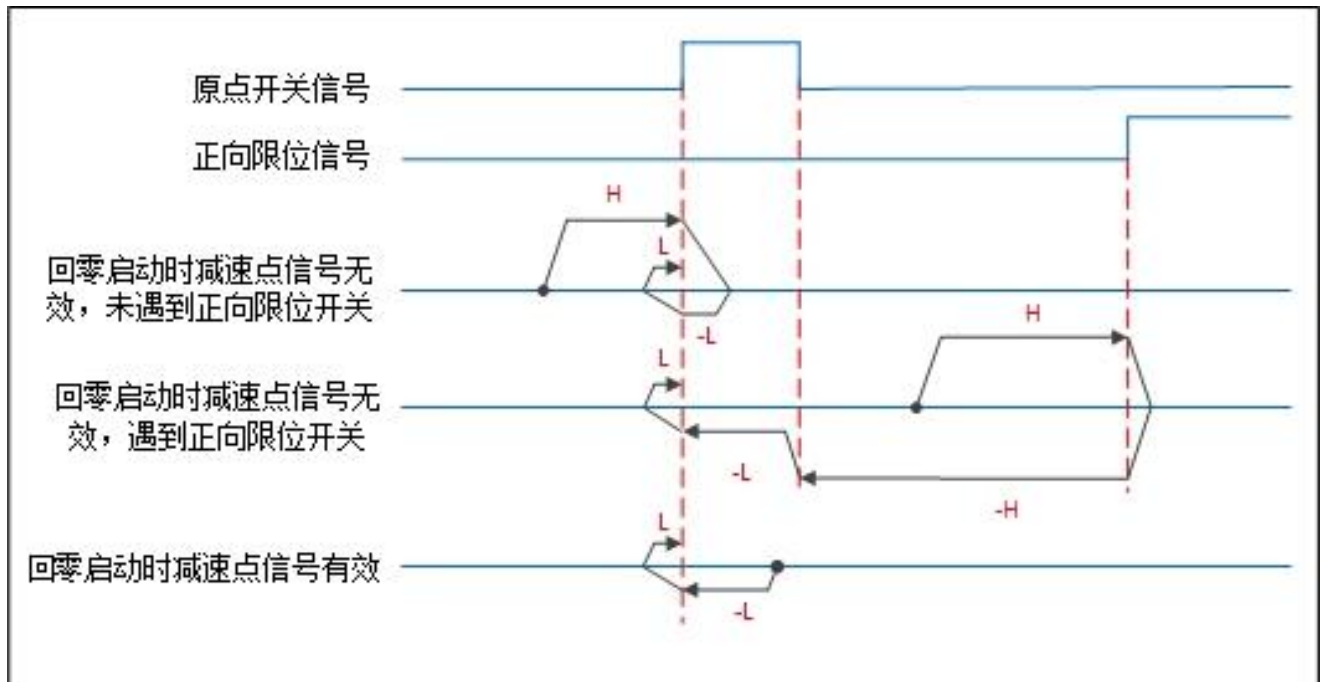 原点开关信号
正向限位信号
H
L
回零启动时减速点信号无
效，未遇到正向限位开关
-L
H
L
回零启动时减速点信号无
效，遇到正向限位开关
-L
-H
L
回零启动时减速点信号有效
-L